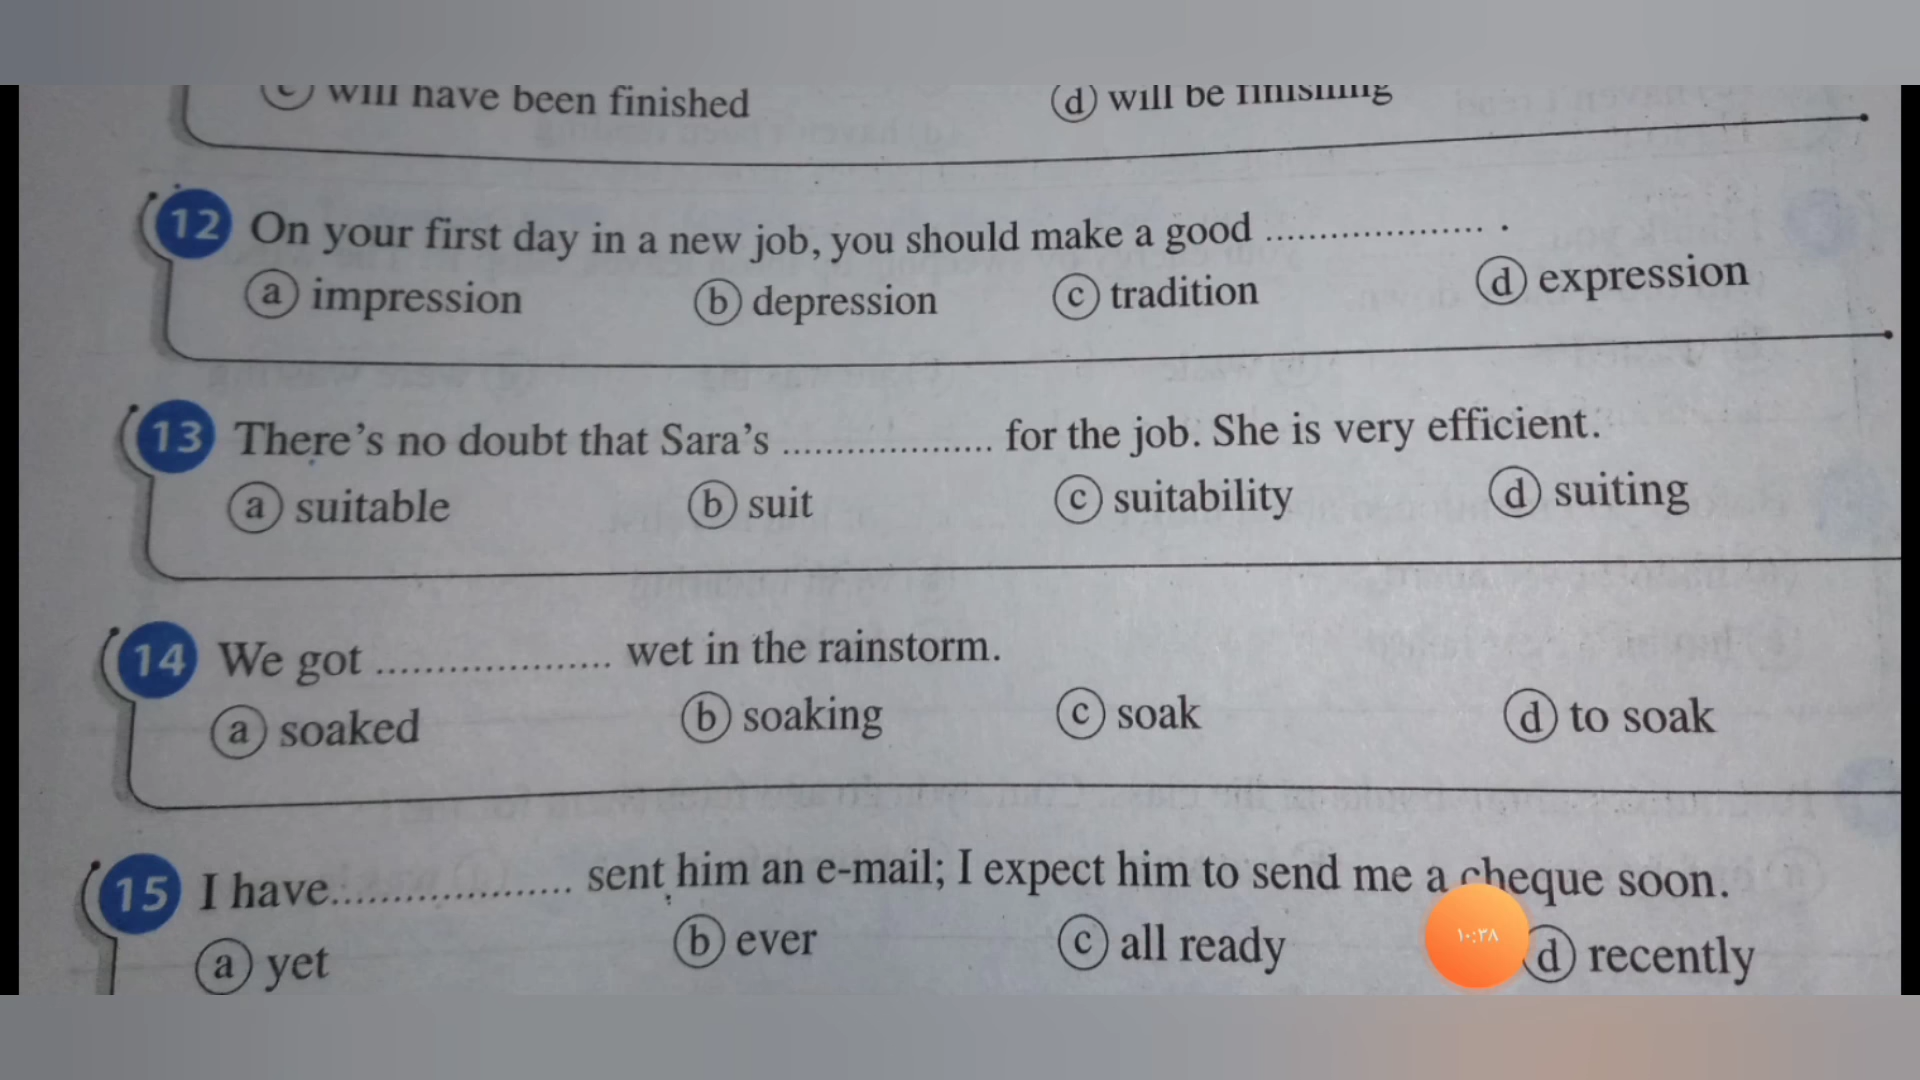 c will have been finished
d will be finishing
12 On your first day in a new job, you should make a good .................... .
a impression b depression c tradition d expression
13 There's no doubt that Sara's .................... for the job. She is very efficient.
a suitable b suit c suitability d suiting
14 We got .................... wet in the rainstorm.
a soaked b soaking c soak d to soak
15 I have.................... sent him an e-mail; I expect him to send me a cheque soon.
a yet b ever c all ready d recently
١٠:٣٨